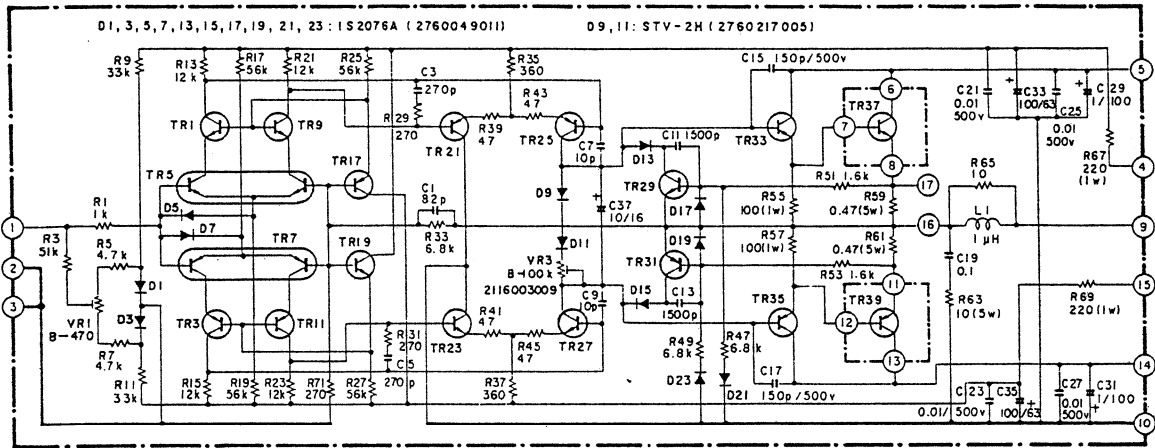 D1, 3, 5, 7, 13, 15, 17, 19, 21, 23 : 1S2076A (2760049011)
D9, 11 : STV-2H (2760217005)
R9
33k
R13
12k
R17
56k
R21
12k
R25
56k
C3
270p
R29
270
R35
360
R43
47
R39
47
C15
150p/500v
C21
0.01
500v
C33
100/63
C25
0.01
500v
C29
1/100
5
TR1
TR9
TR21
TR25
C7
10p
C11 1500p
D13
TR33
6
TR37
7
8
R67
220
(1w)
4
TR5
TR17
R1
1k
D5
D7
C1
82p
R33
6.8k
D9
C37
10/16
TR29
D17
R55
100(1w)
R51 1.6k
R59
0.47(5w)
17
R65
10
1
R3
51k
R5
4.7k
TR7
TR19
D11
VR3
B-100k
2116003009
D19
TR31
R57
100(1w)
R61
0.47(5w)
R53 1.6k
16
L1
1μH
9
2
3
D1
D3
VR1
B-470
R7
4.7k
C19
0.1
R63
10(5w)
15
R69
220(1w)
TR3
TR11
R31
270
C5
270p
TR23
R41
47
R45
47
C9
10p
TR27
D15
C13
1500p
TR35
11
TR39
12
13
R49
6.8k
R47
6.8k
D23
D21
R11
33k
R15
12k
R19
56k
R23
12k
R71
270
R27
56k
R37
360
C17
150p/500v
C23
0.01/500v
C35
100/63
C27
0.01
500v
C31
1/100
14
10